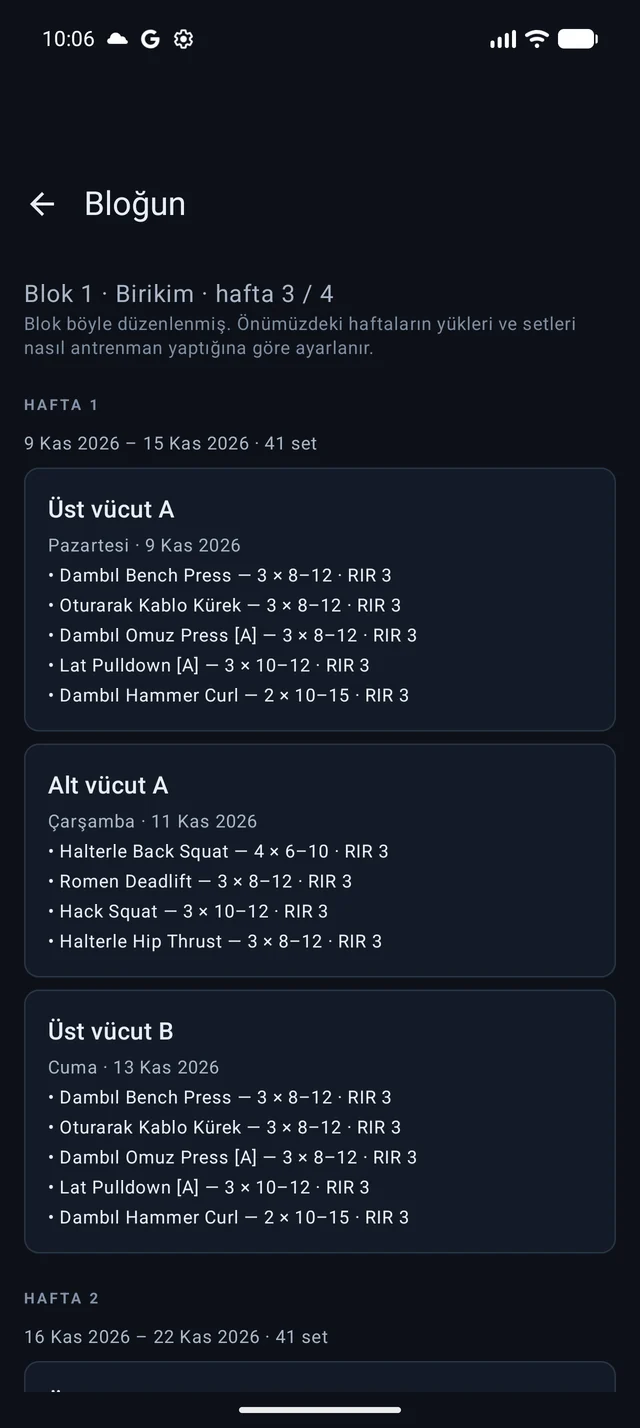 10:06
Bloğun
Blok 1 · Birikim · hafta 3 / 4
Blok böyle düzenlenmiş. Önümüzdeki haftaların yükleri ve setleri
nasıl antrenman yaptığına göre ayarlanır.
HAFTA 1
9 Kas 2026 – 15 Kas 2026 · 41 set
Üst vücut A
Pazartesi · 9 Kas 2026
• Dambıl Bench Press — 3 × 8–12 · RIR 3
• Oturarak Kablo Kürek — 3 × 8–12 · RIR 3
• Dambıl Omuz Press [A] — 3 × 8–12 · RIR 3
• Lat Pulldown [A] — 3 × 10–12 · RIR 3
• Dambıl Hammer Curl — 2 × 10–15 · RIR 3
Alt vücut A
Çarşamba · 11 Kas 2026
• Halterle Back Squat — 4 × 6–10 · RIR 3
• Romen Deadlift — 3 × 8–12 · RIR 3
• Hack Squat — 3 × 10–12 · RIR 3
• Halterle Hip Thrust — 3 × 8–12 · RIR 3
Üst vücut B
Cuma · 13 Kas 2026
• Dambıl Bench Press — 3 × 8–12 · RIR 3
• Oturarak Kablo Kürek — 3 × 8–12 · RIR 3
• Dambıl Omuz Press [A] — 3 × 8–12 · RIR 3
• Lat Pulldown [A] — 3 × 10–12 · RIR 3
• Dambıl Hammer Curl — 2 × 10–15 · RIR 3
HAFTA 2
16 Kas 2026 – 22 Kas 2026 · 41 set